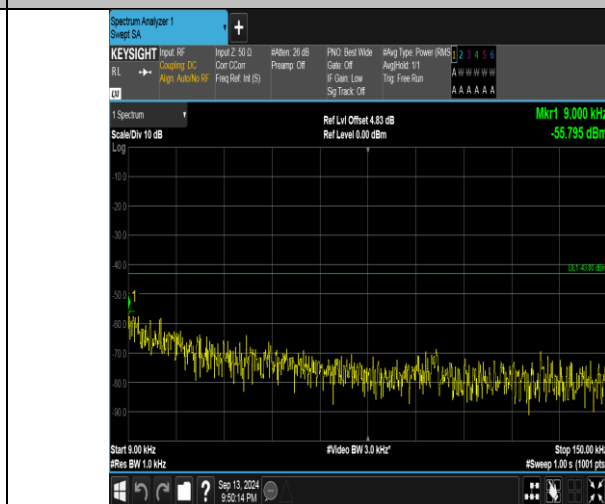 Spectrum Analyzer 1
Swept SA
+
KEYSIGHT Input: RF Input Z: 50 Ω #Atten: 26 dB PNO: Best Wide #Avg Type: Power (RMS 1 2 3 4 5 6
RL Coupling: DC Corr CCorr Preamp: Off Gate: Off Avg|Hold: 1/1 A W W W W W
Align: Auto/No RF Freq Ref: Int (S) IF Gain: Low Trig: Free Run A A A A A A
LXI Sig Track: Off
1 Spectrum Ref Lvl Offset 4.83 dB Mkr1 9.000 kHz
Scale/Div 10 dB Ref Level 0.00 dBm -55.795 dBm
Log
-10.0
-20.0
-30.0
-40.0
DL1 -43.00 dBm
-50.0
1
-60.0
-70.0
-80.0
-90.0
Start 9.00 kHz #Video BW 3.0 kHz* Stop 150.00 kHz
#Res BW 1.0 kHz #Sweep 1.00 s (1001 pts
? Sep 13, 2024
9:50:14 PM